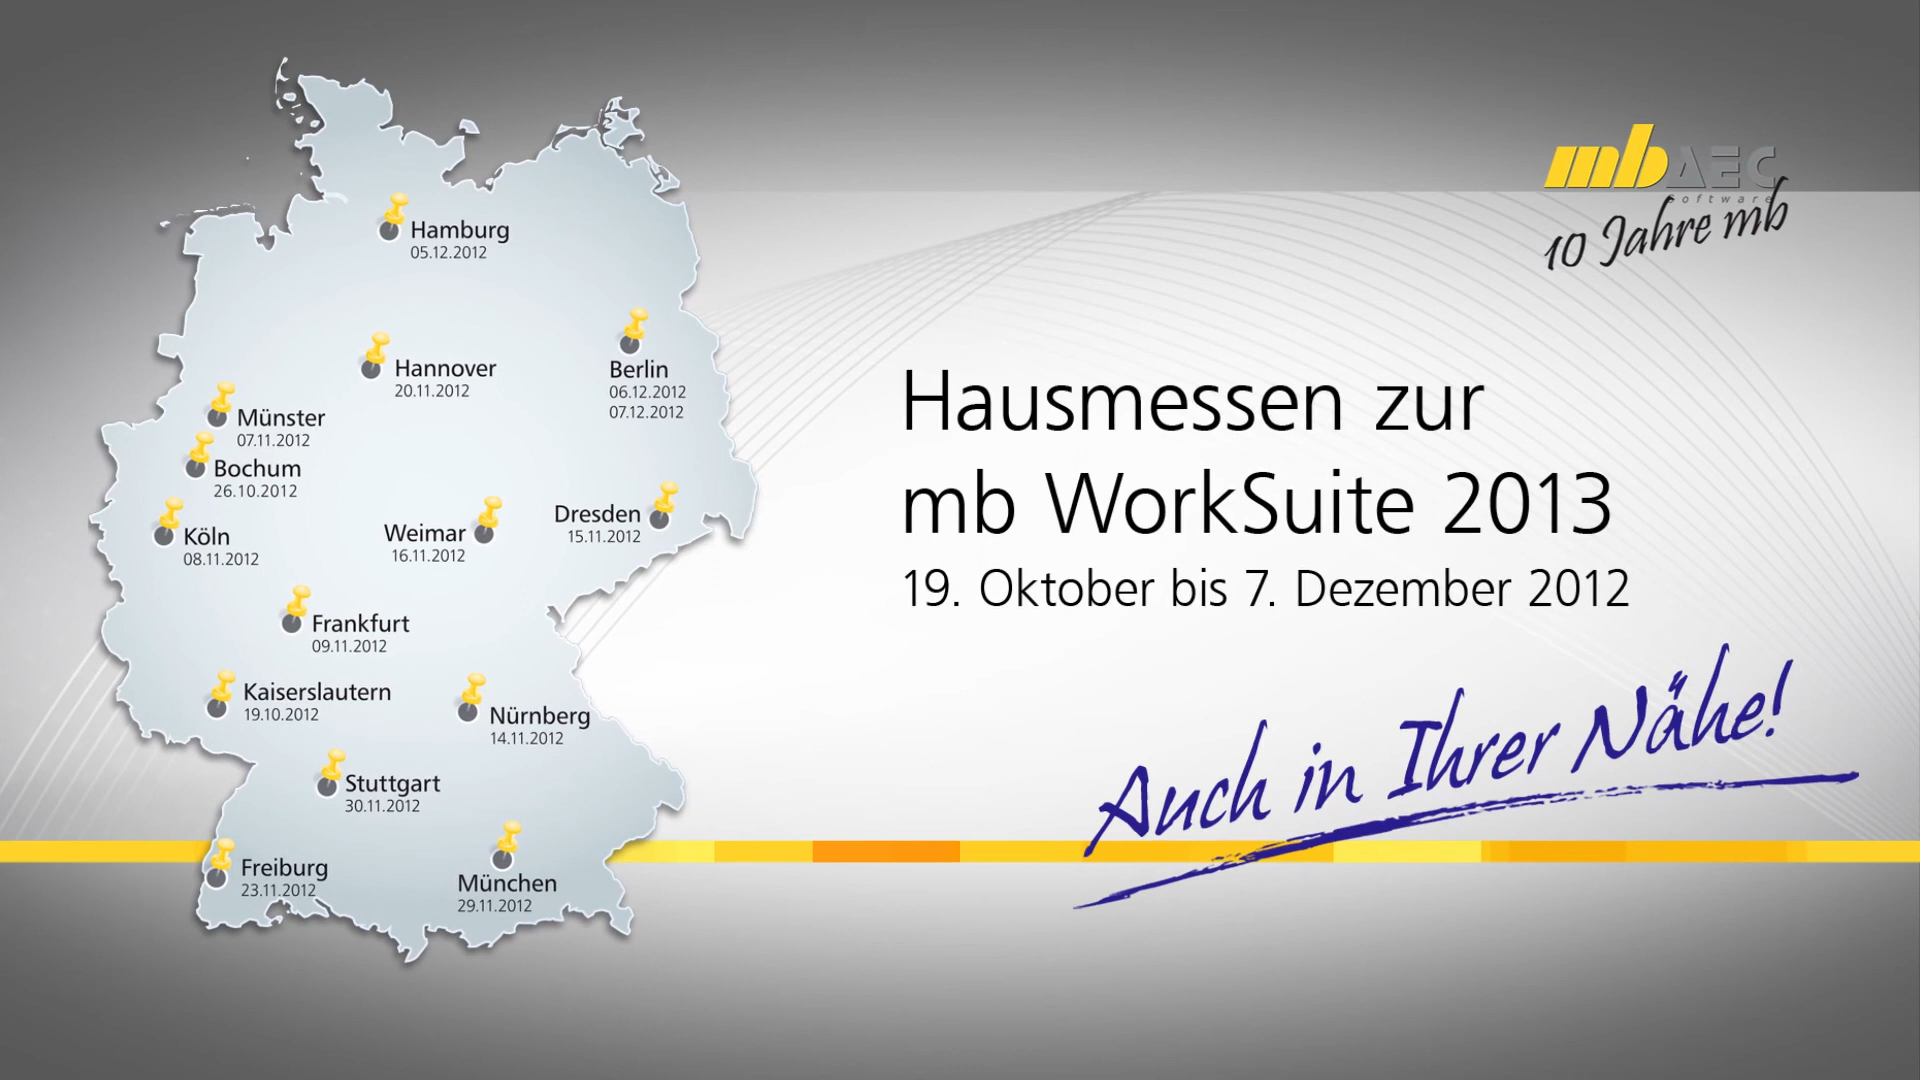 mb AEC
Software
10 Jahre mb
Hamburg
05.12.2012
Hannover
20.11.2012
Berlin
06.12.2012
07.12.2012
Münster
07.11.2012
Bochum
26.10.2012
Köln
08.11.2012
Weimar
16.11.2012
Dresden
15.11.2012
Frankfurt
09.11.2012
Kaiserslautern
19.10.2012
Nürnberg
14.11.2012
Stuttgart
30.11.2012
Freiburg
23.11.2012
München
29.11.2012
Hausmessen zur
mb WorkSuite 2013
19. Oktober bis 7. Dezember 2012
Auch in Ihrer Nähe!